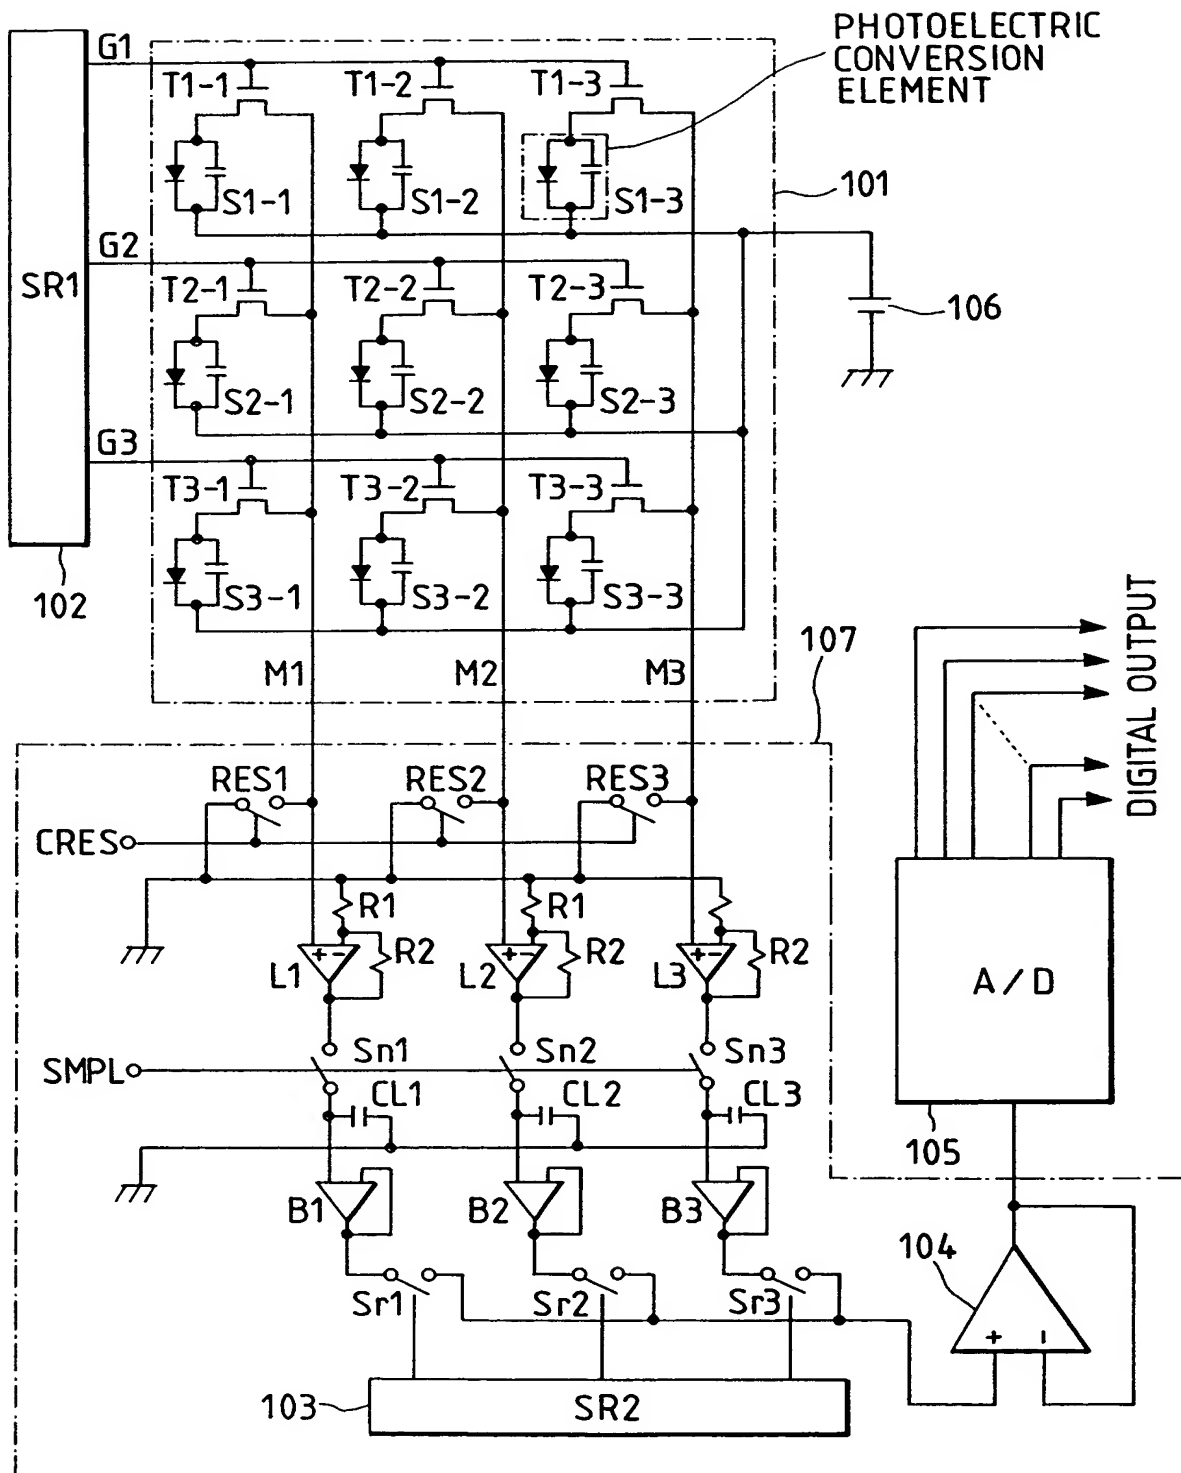 PHOTOELECTRIC
CONVERSION
ELEMENT
G1
T1-1 T1-2 T1-3
S1-1 S1-2 S1-3
101
G2
SR1
T2-1 T2-2 T2-3
106
S2-1 S2-2 S2-3
G3
T3-1 T3-2 T3-3
S3-1 S3-2 S3-3
102
107
M1 M2 M3
DIGITAL OUTPUT
RES1 RES2 RES3
CRES
R1 R1
+ - + - + -
L1 R2 L2 R2 L3 R2
A/D
SMPL Sn1 Sn2 Sn3
CL1 CL2 CL3
105
B1 B2 B3
104
Sr1 Sr2 Sr3
+ -
103 SR2